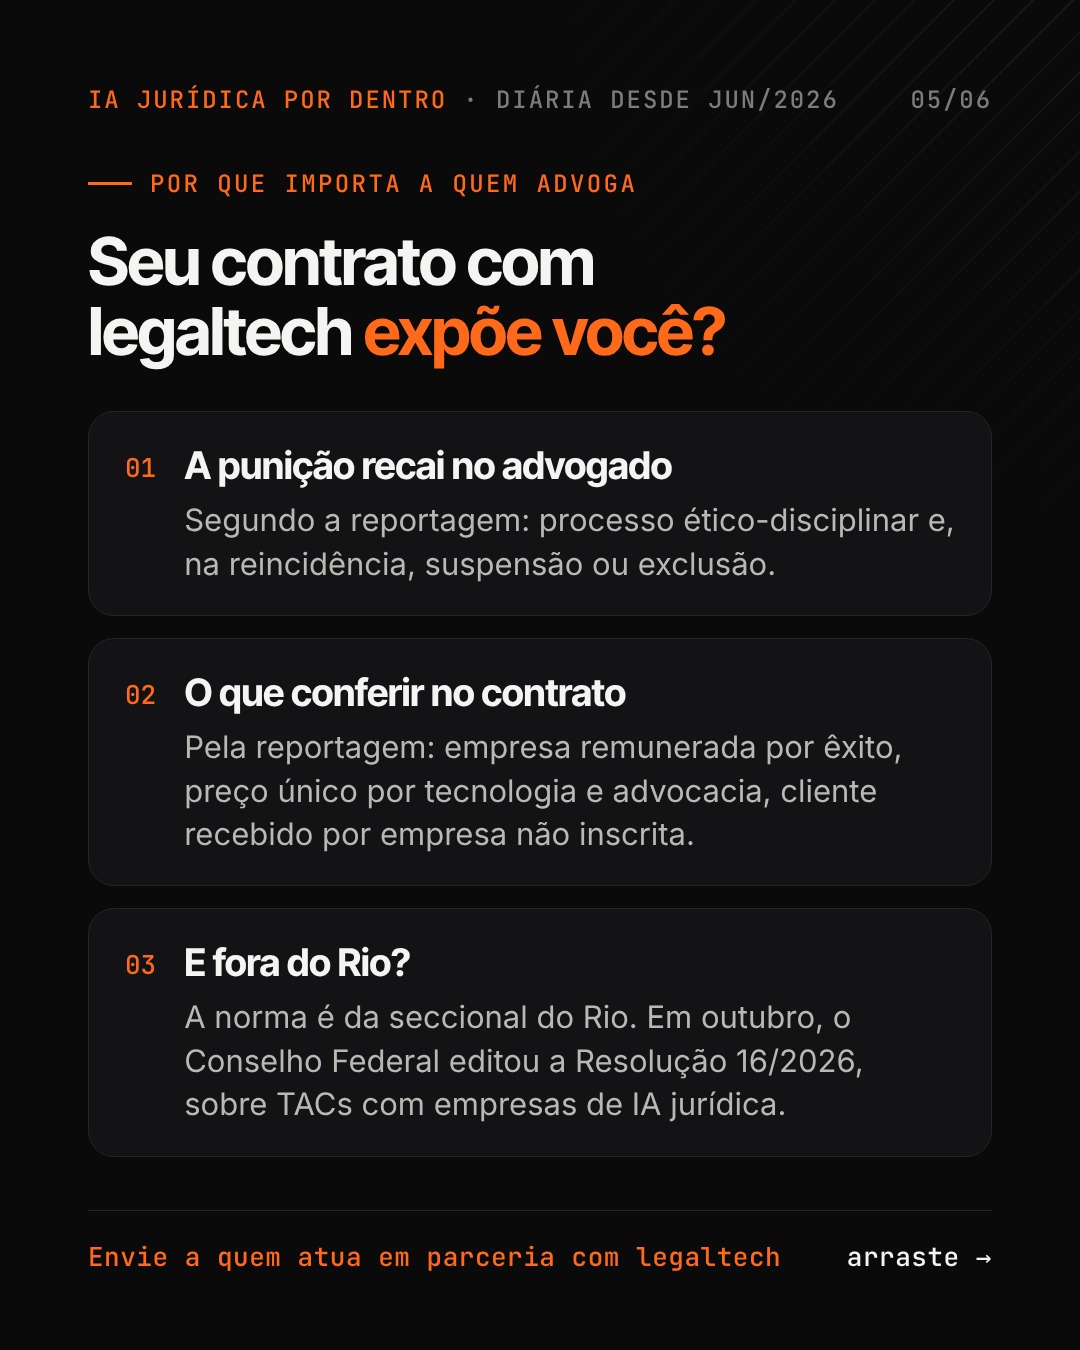 IA JURÍDICA POR DENTRO · DIÁRIA DESDE JUN/2026 05/06
POR QUE IMPORTA A QUEM ADVOGA
Seu contrato com
legaltech expõe você?
01 A punição recai no advogado
Segundo a reportagem: processo ético-disciplinar e,
na reincidência, suspensão ou exclusão.
02 O que conferir no contrato
Pela reportagem: empresa remunerada por êxito,
preço único por tecnologia e advocacia, cliente
recebido por empresa não inscrita.
03 E fora do Rio?
A norma é da seccional do Rio. Em outubro, o
Conselho Federal editou a Resolução 16/2026,
sobre TACs com empresas de IA jurídica.
Envie a quem atua em parceria com legaltech arraste →